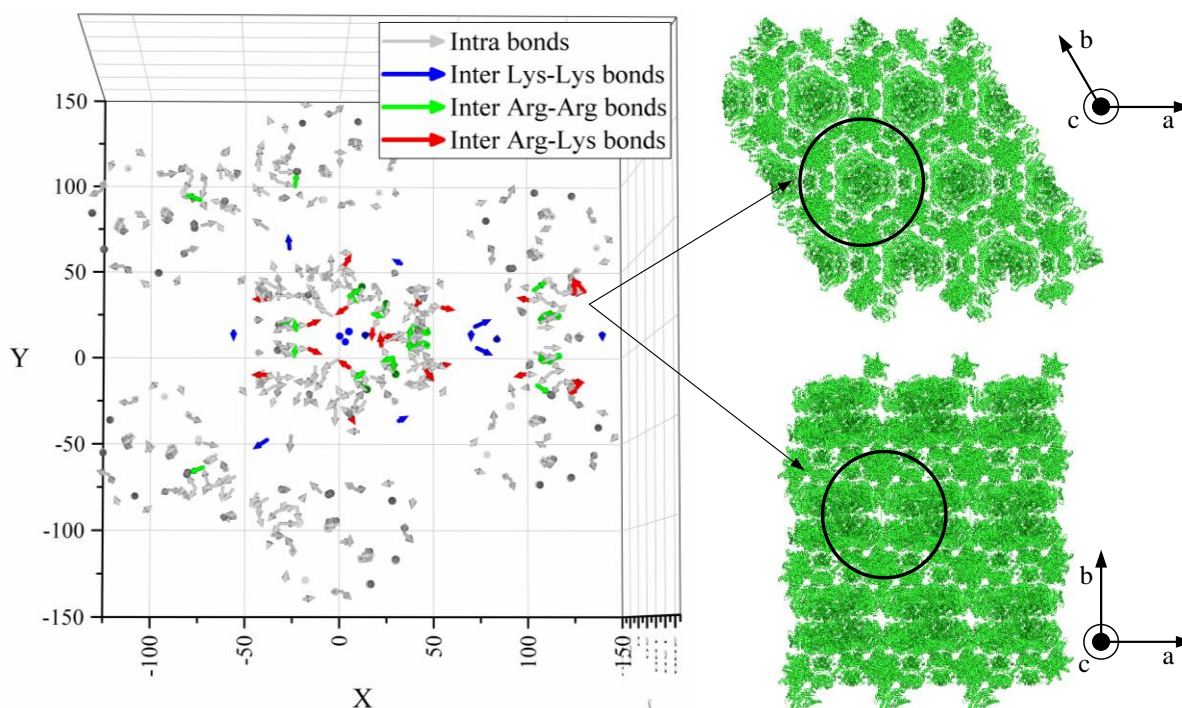 Intra bonds
Inter Lys-Lys bonds
Inter Arg-Arg bonds
Inter Arg-Lys bonds
150
100
50
0
-50
-100
-150
Y
-100
-50
0
50
100
150
X
b
c
a
b
c
a